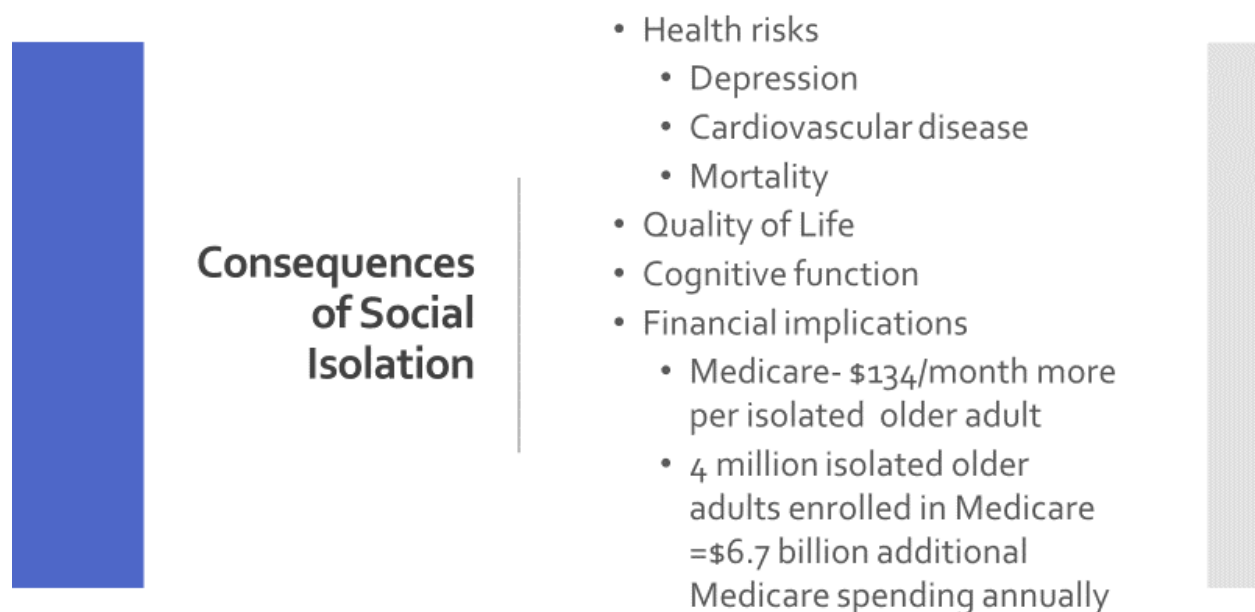 Consequences
of Social
Isolation
• Health risks
• Depression
• Cardiovascular disease
• Mortality
• Quality of Life
• Cognitive function
• Financial implications
• Medicare- $134/month more
per isolated older adult
• 4 million isolated older
adults enrolled in Medicare
=$6.7 billion additional
Medicare spending annually